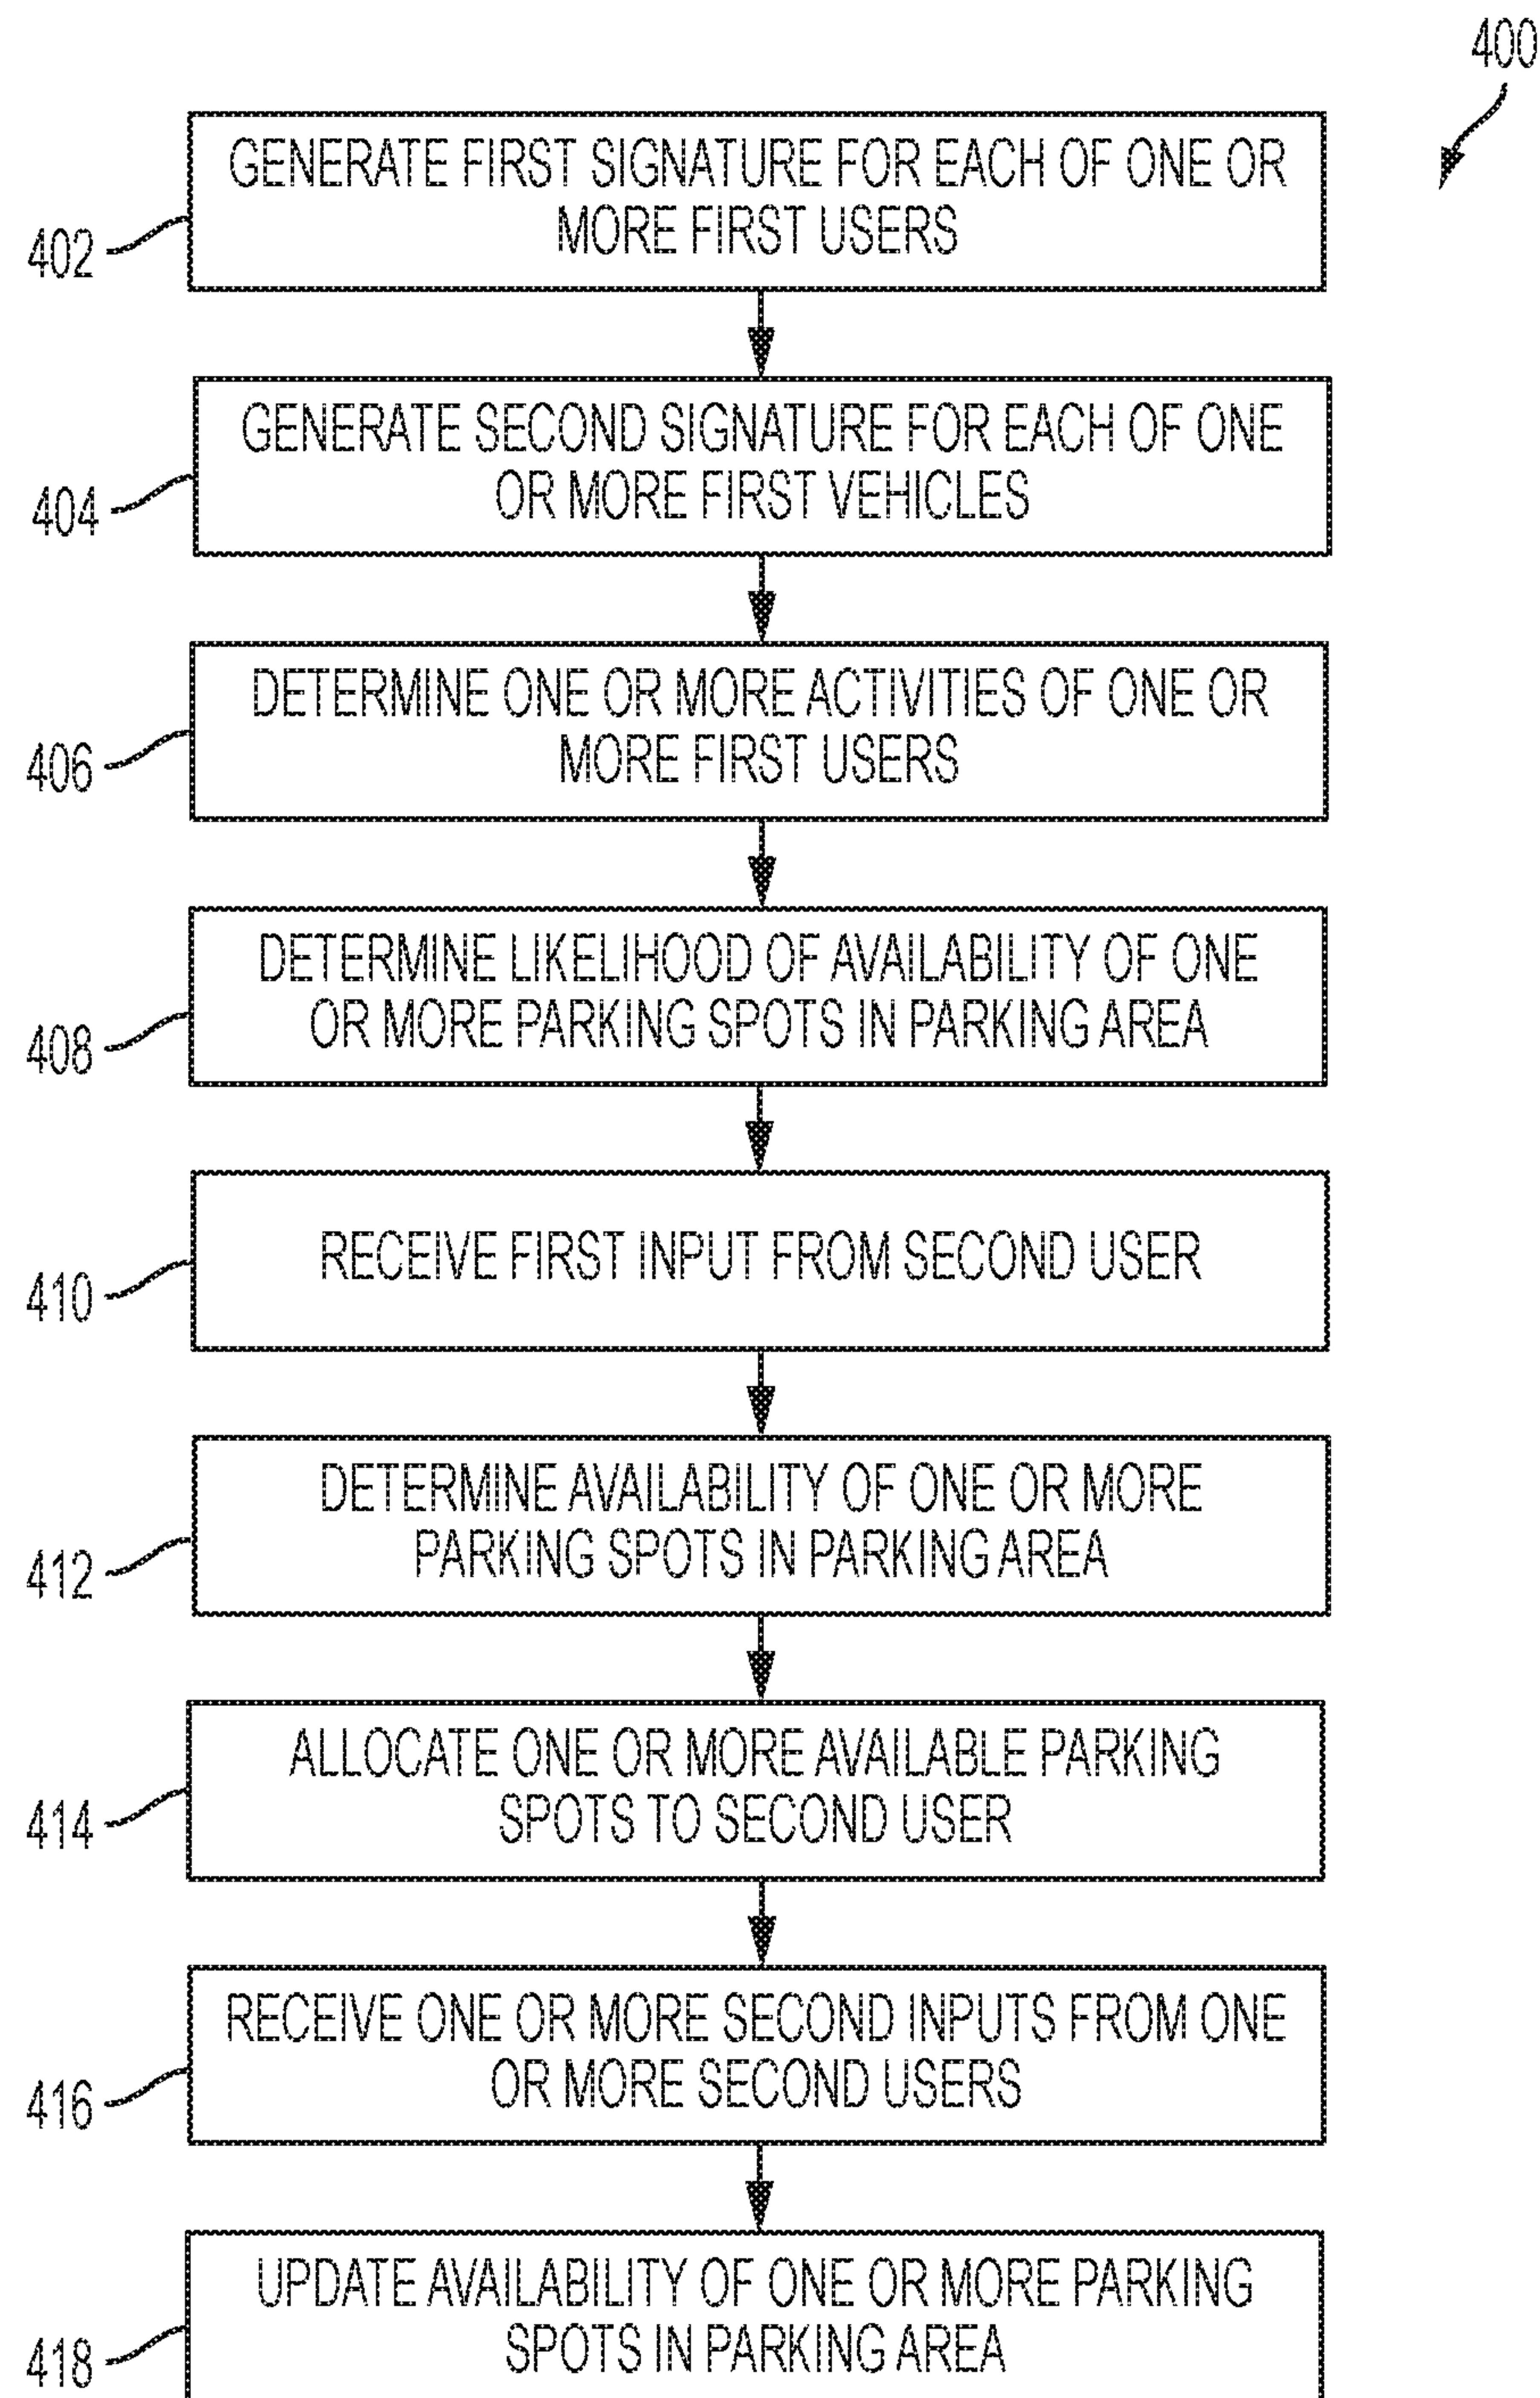 400
GENERATE FIRST SIGNATURE FOR EACH OF ONE OR
MORE FIRST USERS
402
GENERATE SECOND SIGNATURE FOR EACH OF ONE
OR MORE FIRST VEHICLES
404
DETERMINE ONE OR MORE ACTIVITIES OF ONE OR
MORE FIRST USERS
406
DETERMINE LIKELIHOOD OF AVAILABILITY OF ONE
OR MORE PARKING SPOTS IN PARKING AREA
408
RECEIVE FIRST INPUT FROM SECOND USER
410
DETERMINE AVAILABILITY OF ONE OR MORE
PARKING SPOTS IN PARKING AREA
412
ALLOCATE ONE OR MORE AVAILABLE PARKING
SPOTS TO SECOND USER
414
RECEIVE ONE OR MORE SECOND INPUTS FROM ONE
OR MORE SECOND USERS
416
UPDATE AVAILABILITY OF ONE OR MORE PARKING
SPOTS IN PARKING AREA
418